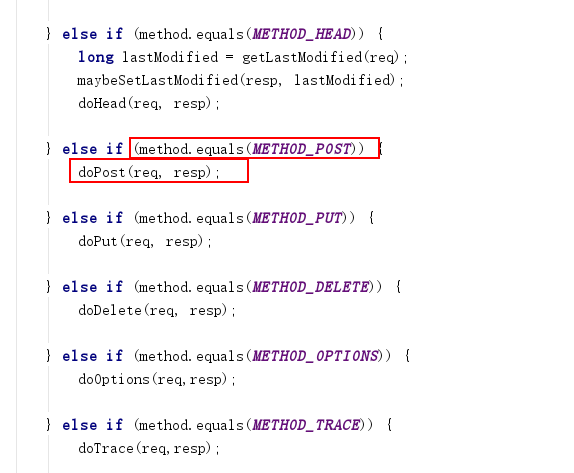 } else if (method.equals(METHOD_HEAD)) {
long lastModified = getLastModified(req);
maybeSetLastModified(resp, lastModified);
doHead(req, resp);
} else if (method.equals(METHOD_POST)) {
doPost(req, resp);
} else if (method.equals(METHOD_PUT)) {
doPut(req, resp);
} else if (method.equals(METHOD_DELETE)) {
doDelete(req, resp);
} else if (method.equals(METHOD_OPTIONS)) {
doOptions(req,resp);
} else if (method.equals(METHOD_TRACE)) {
doTrace(req,resp);